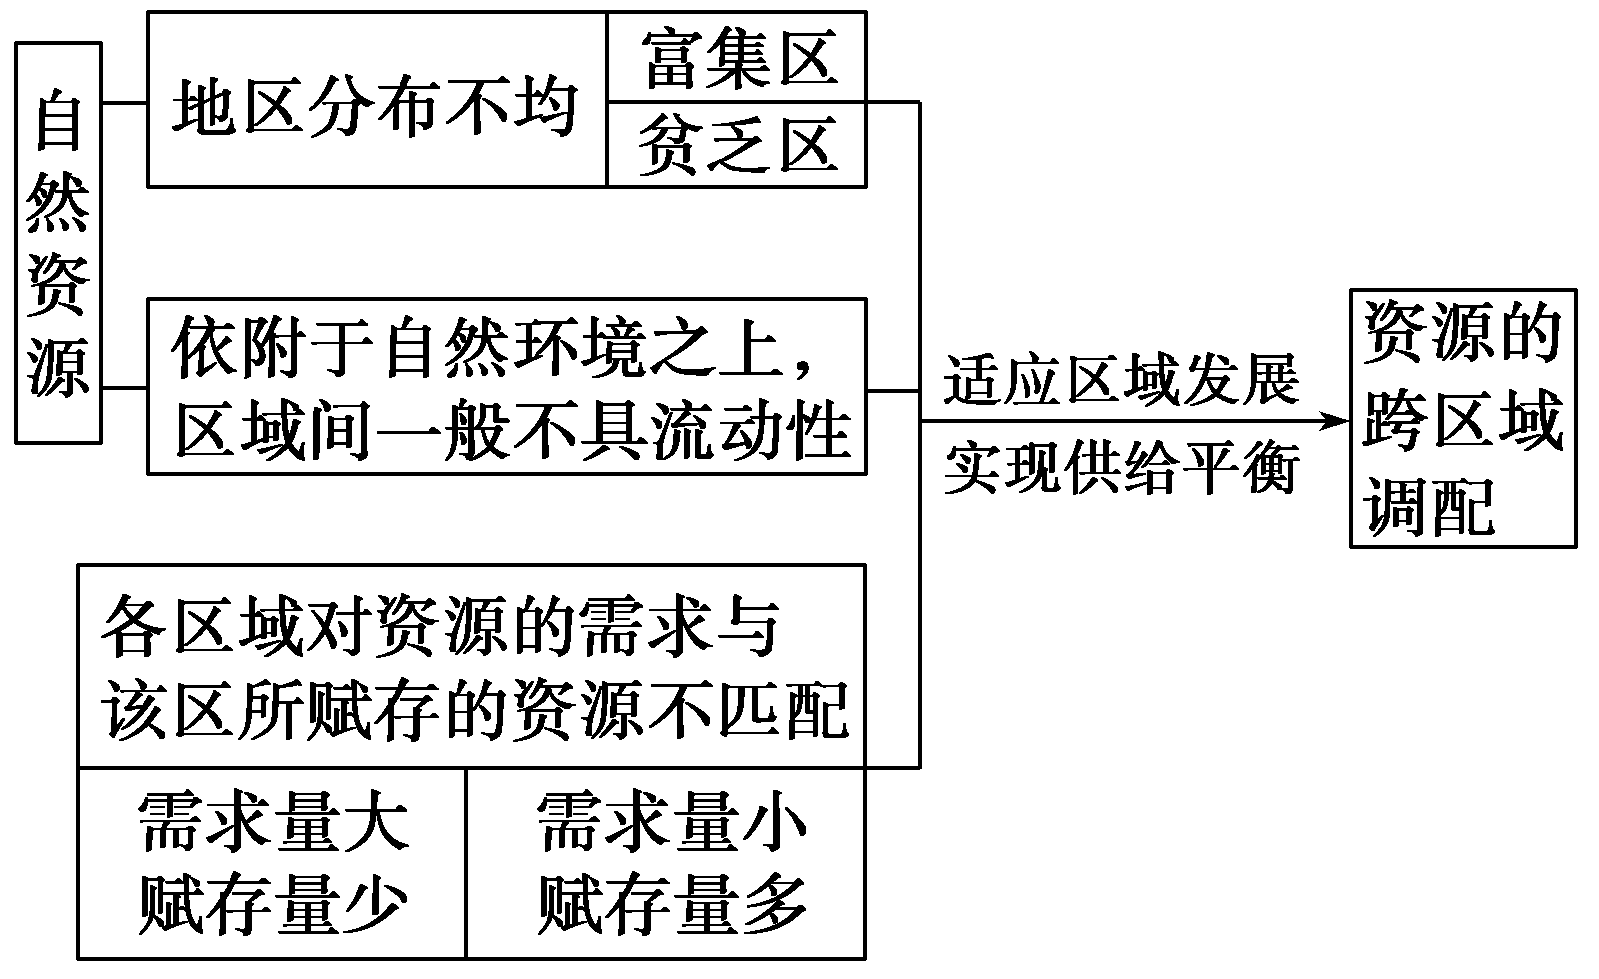 自然资源
地区分布不均
富集区
贫乏区
依附于自然环境之上，
区域间一般不具流动性
各区域对资源的需求与
该区所赋存的资源不匹配
需求量大
赋存量少
需求量小
赋存量多
适应区域发展
实现供给平衡
资源的
跨区域
调配